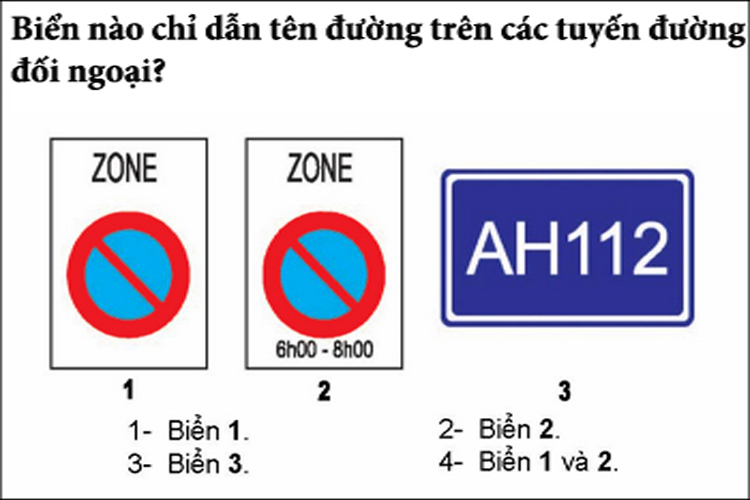 Biển nào chỉ dẫn tên đường trên các tuyến đường
đối ngoại?
ZONE
ZONE
6h00 - 8h00
AH112
1
2
3
1- Biển 1.
2- Biển 2.
3- Biển 3.
4- Biển 1 và 2.